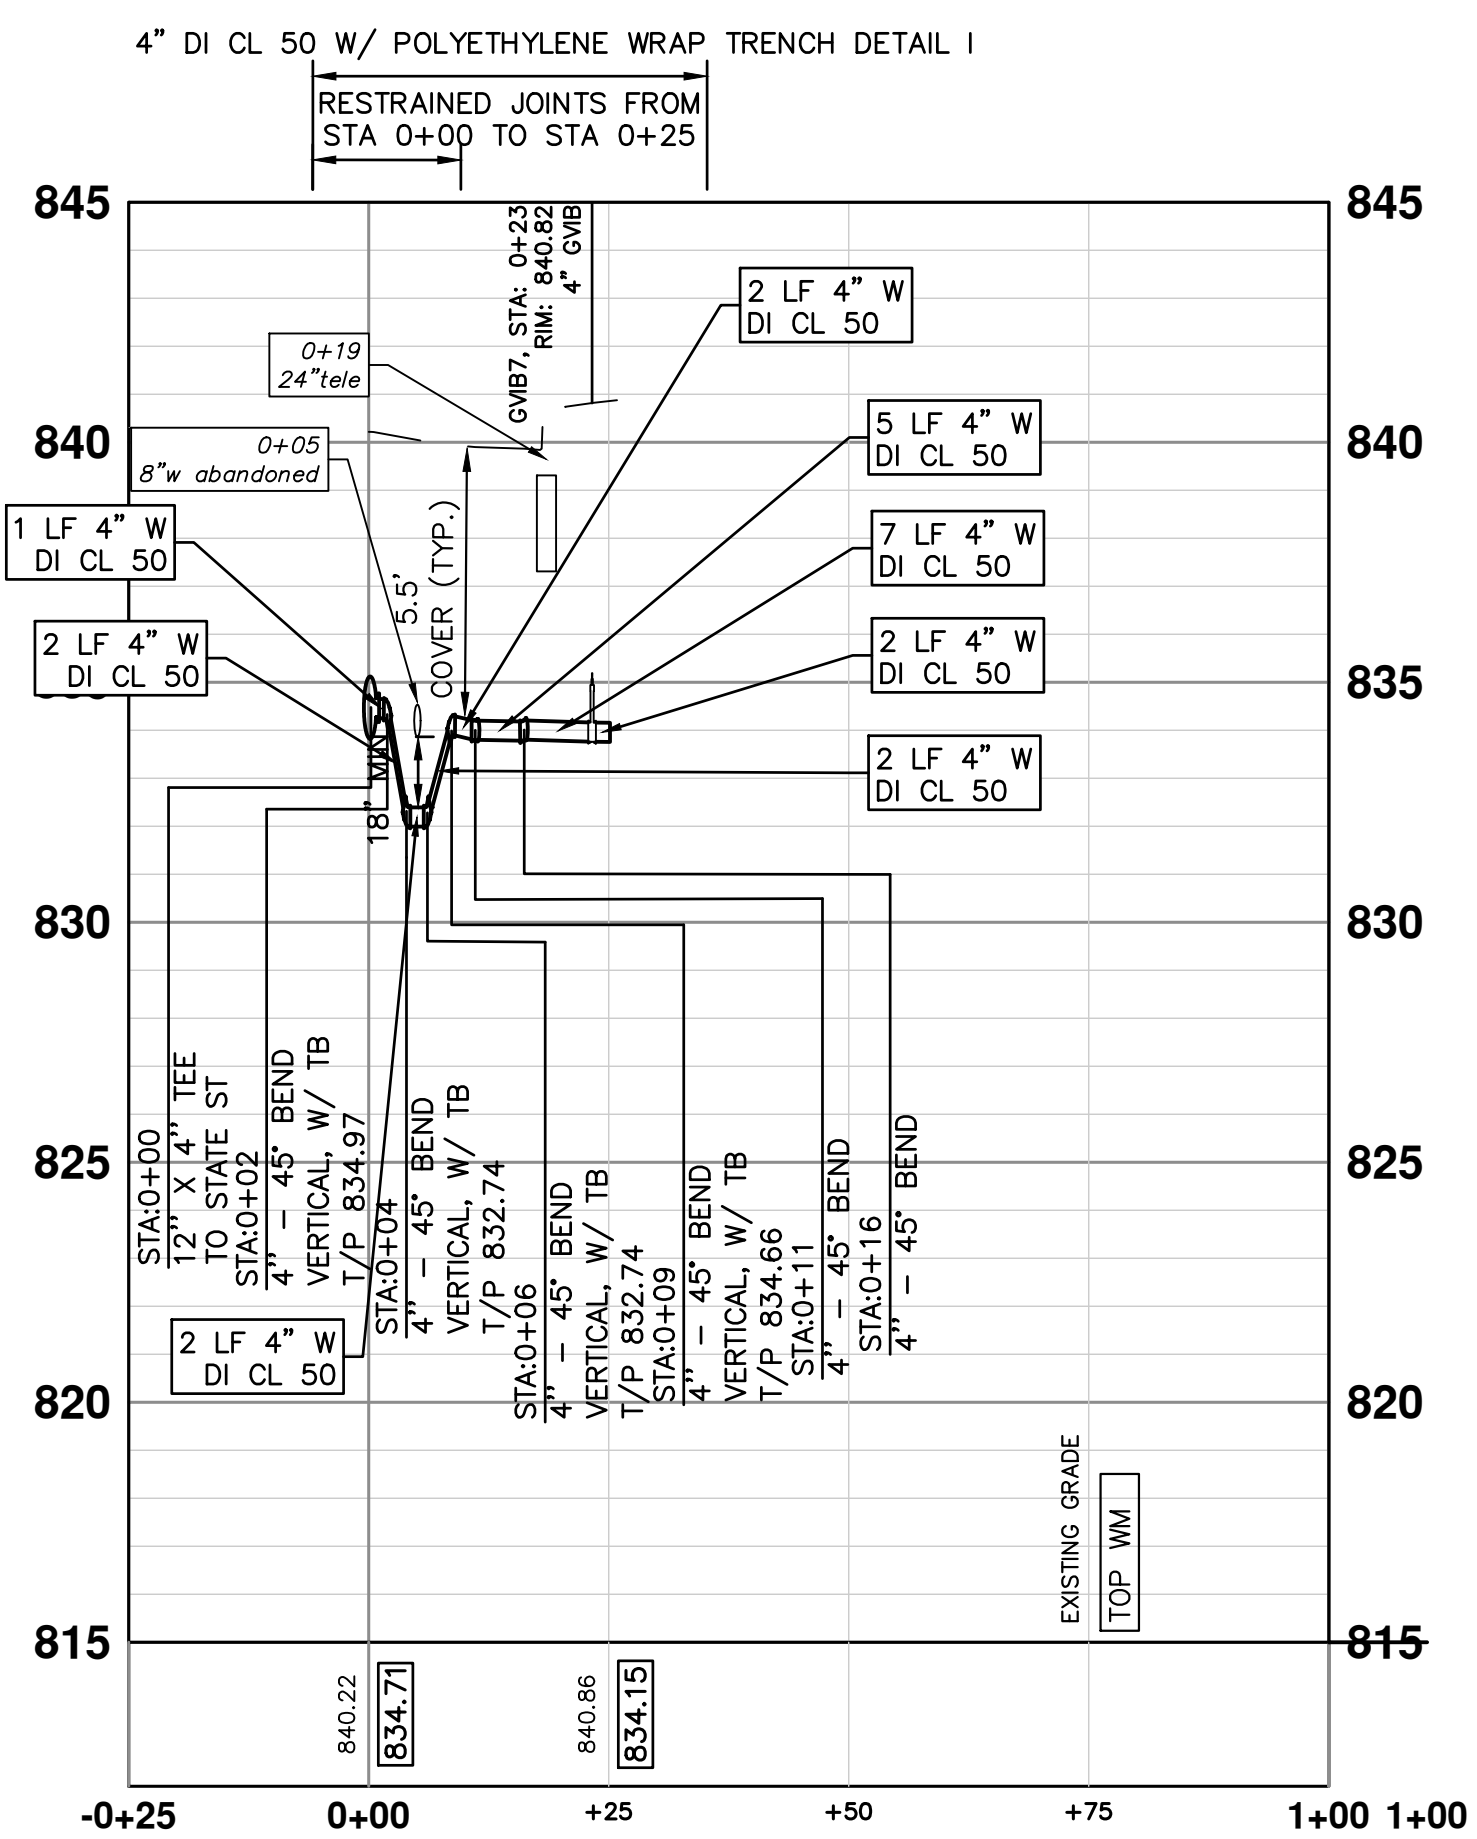 4” DI CL 50 W/ POLYETHYLENE WRAP TRENCH DETAIL I
RESTRAINED JOINTS FROM
STA 0+00 TO STA 0+25
845
845
GVIB7, STA: 0+23
RIM: 840.82
4” GVIB
2 LF 4” W
DI CL 50
0+19
24”tele
5 LF 4” W
DI CL 50
840
840
0+05
8”w abandoned
1 LF 4” W
DI CL 50
7 LF 4” W
DI CL 50
5.5’
COVER (TYP.)
2 LF 4” W
DI CL 50
2 LF 4” W
DI CL 50
835
18” MIN
2 LF 4” W
DI CL 50
830
830
STA:0+00
12” X 4” TEE
TO STATE ST
STA:0+02
4” – 45° BEND
VERTICAL, W/ TB
T/P 834.97
STA:0+04
4” – 45° BEND
VERTICAL, W/ TB
T/P 832.74
STA:0+06
4” – 45° BEND
VERTICAL, W/ TB
T/P 832.74
STA:0+09
4” – 45° BEND
VERTICAL, W/ TB
T/P 834.66
STA:0+11
4” – 45° BEND
STA:0+16
4” – 45° BEND
825
825
2 LF 4” W
DI CL 50
820
820
EXISTING GRADE
TOP WM
815
815
840.22
834.71
840.86
834.15
-0+25
0+00
+25
+50
+75
1+00
1+00